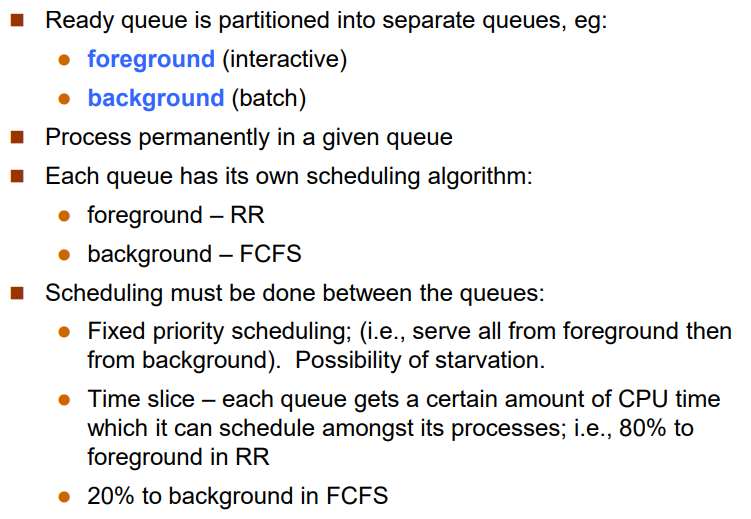 Ready queue is partitioned into separate queues, eg:
foreground (interactive)
background (batch)
Process permanently in a given queue
Each queue has its own scheduling algorithm:
foreground – RR
background – FCFS
Scheduling must be done between the queues:
Fixed priority scheduling; (i.e., serve all from foreground then
from background). Possibility of starvation.
Time slice – each queue gets a certain amount of CPU time
which it can schedule amongst its processes; i.e., 80% to
foreground in RR
20% to background in FCFS